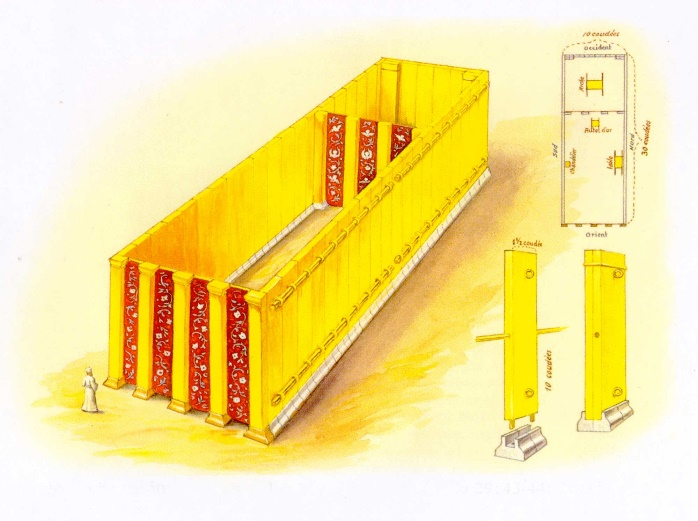 10 coudées
Occident
Arche
Sud
Autel d'or
Nord
30 coudées
Chandelier
Table
Orient
1½ coudée
10 coudées